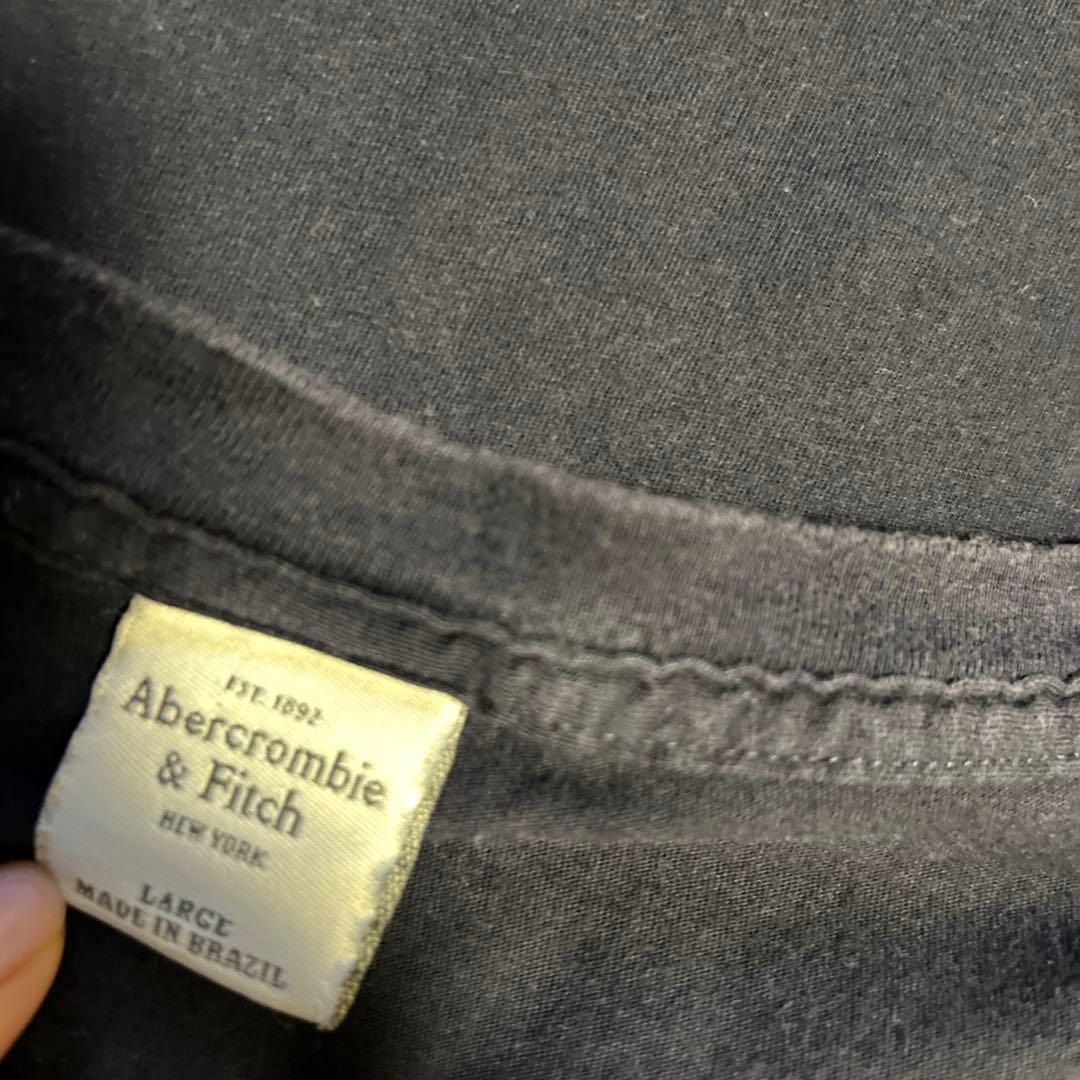 EST. 1892
Abercrombie
& Fitch
NEW YORK
LARGE
MADE IN BRAZIL